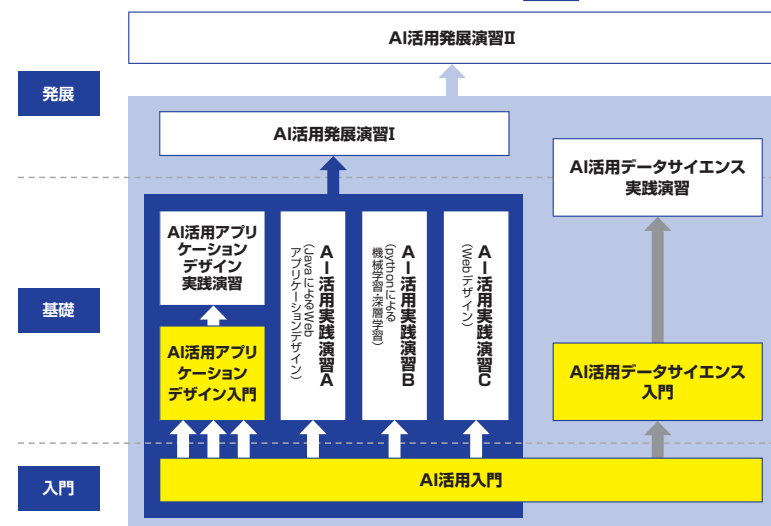 AI活用発展演習II
発展
AI活用発展演習I
AI活用データサイエンス
実践演習
基礎
AI活用アプリ
ケーション
デザイン
実践演習
AI活用アプリ
ケーション
デザイン入門
AI活用実践演習A
(JavaによるWeb
アプリケーションデザイン)
AI活用実践演習B
(pythonによる
機械学習・深層学習)
AI活用実践演習C
(Webデザイン)
AI活用データサイエンス
入門
入門
AI活用入門